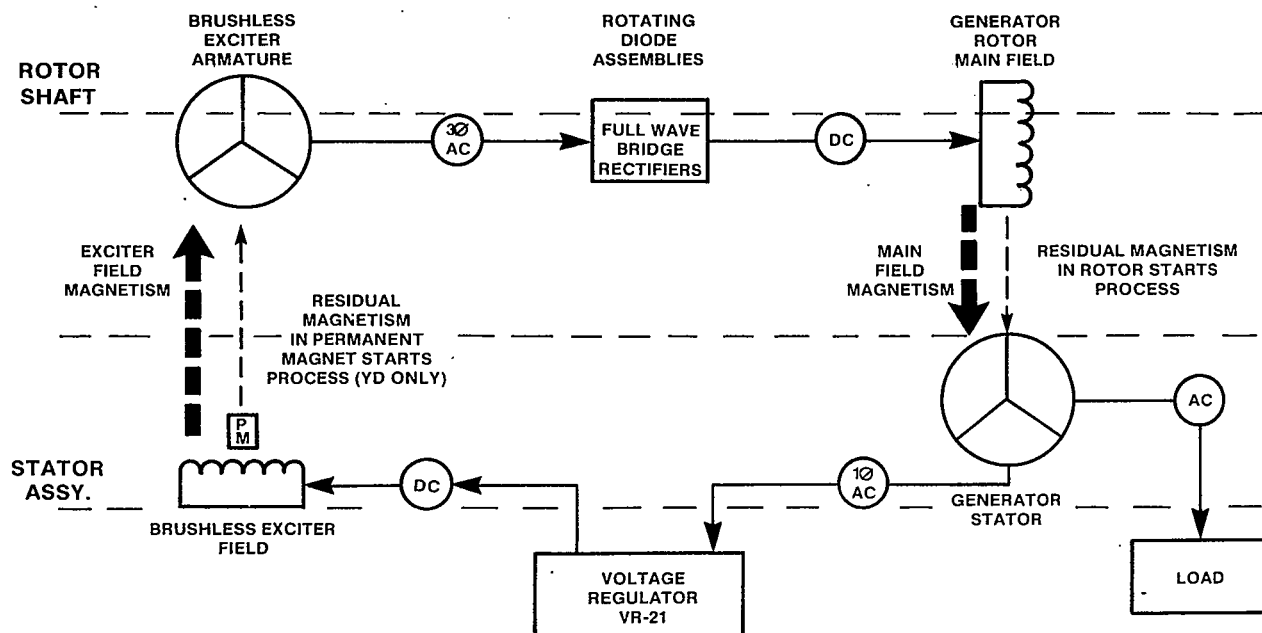 BRUSHLESS
EXCITER
ARMATURE
ROTATING
DIODE
ASSEMBLIES
GENERATOR
ROTOR
MAIN FIELD
ROTOR
SHAFT
3Ø
AC
FULL WAVE
BRIDGE
RECTIFIERS
DC
EXCITER
FIELD
MAGNETISM
RESIDUAL
MAGNETISM
IN PERMANENT
MAGNET STARTS
PROCESS (YD ONLY)
MAIN
FIELD
MAGNETISM
RESIDUAL MAGNETISM
IN ROTOR STARTS
PROCESS
P
M
AC
STATOR
ASSY.
DC
1Ø
AC
GENERATOR
STATOR
BRUSHLESS EXCITER
FIELD
VOLTAGE
REGULATOR
VR-21
LOAD